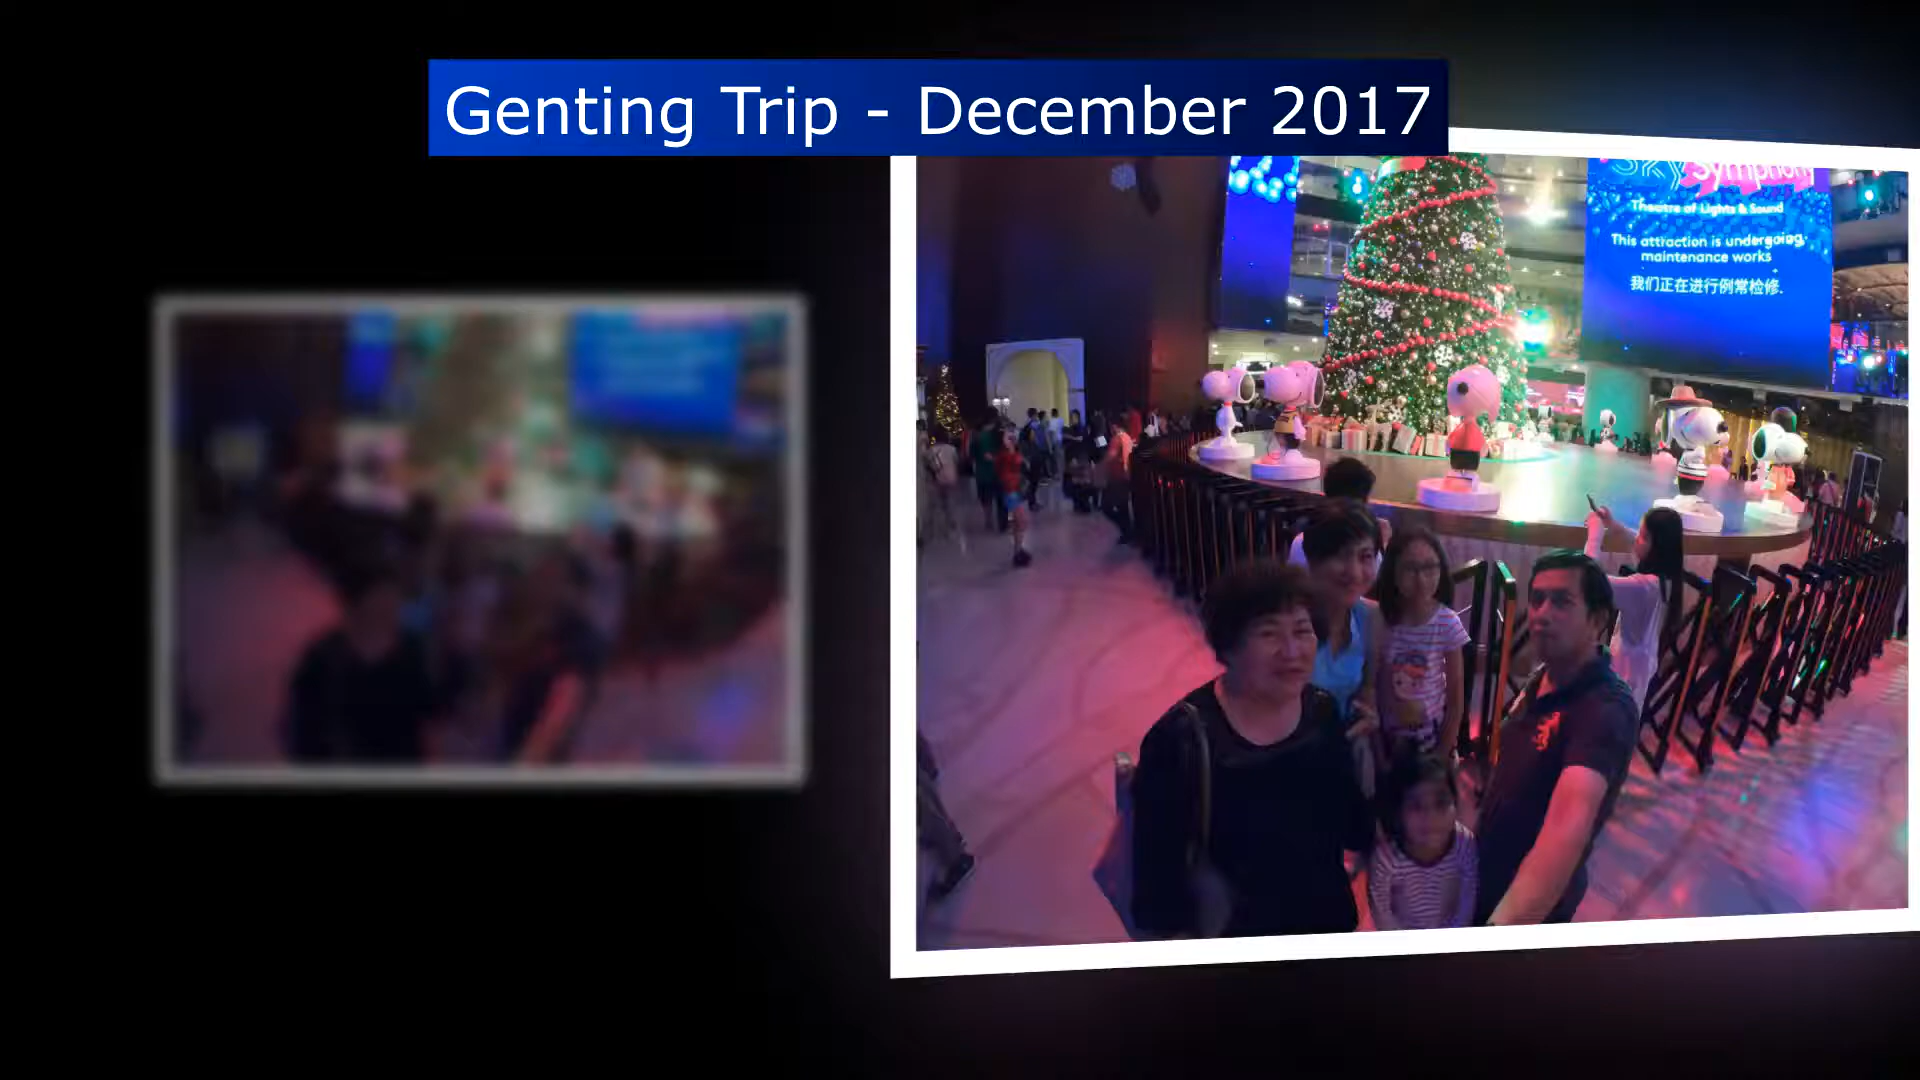 Genting Trip - December 2017
Sky Symphony
Theatre of Lights & Sound
This attraction is undergoing
maintenance works
我们正在进行例常检修.